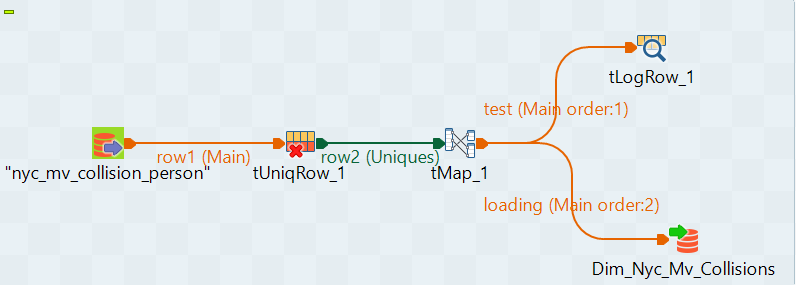 tLogRow_1
test (Main order:1)
row1 (Main)
row2 (Uniques)
"nyc_mv_collision_person"
tUniqRow_1
tMap_1
loading (Main order:2)
Dim_Nyc_Mv_Collisions